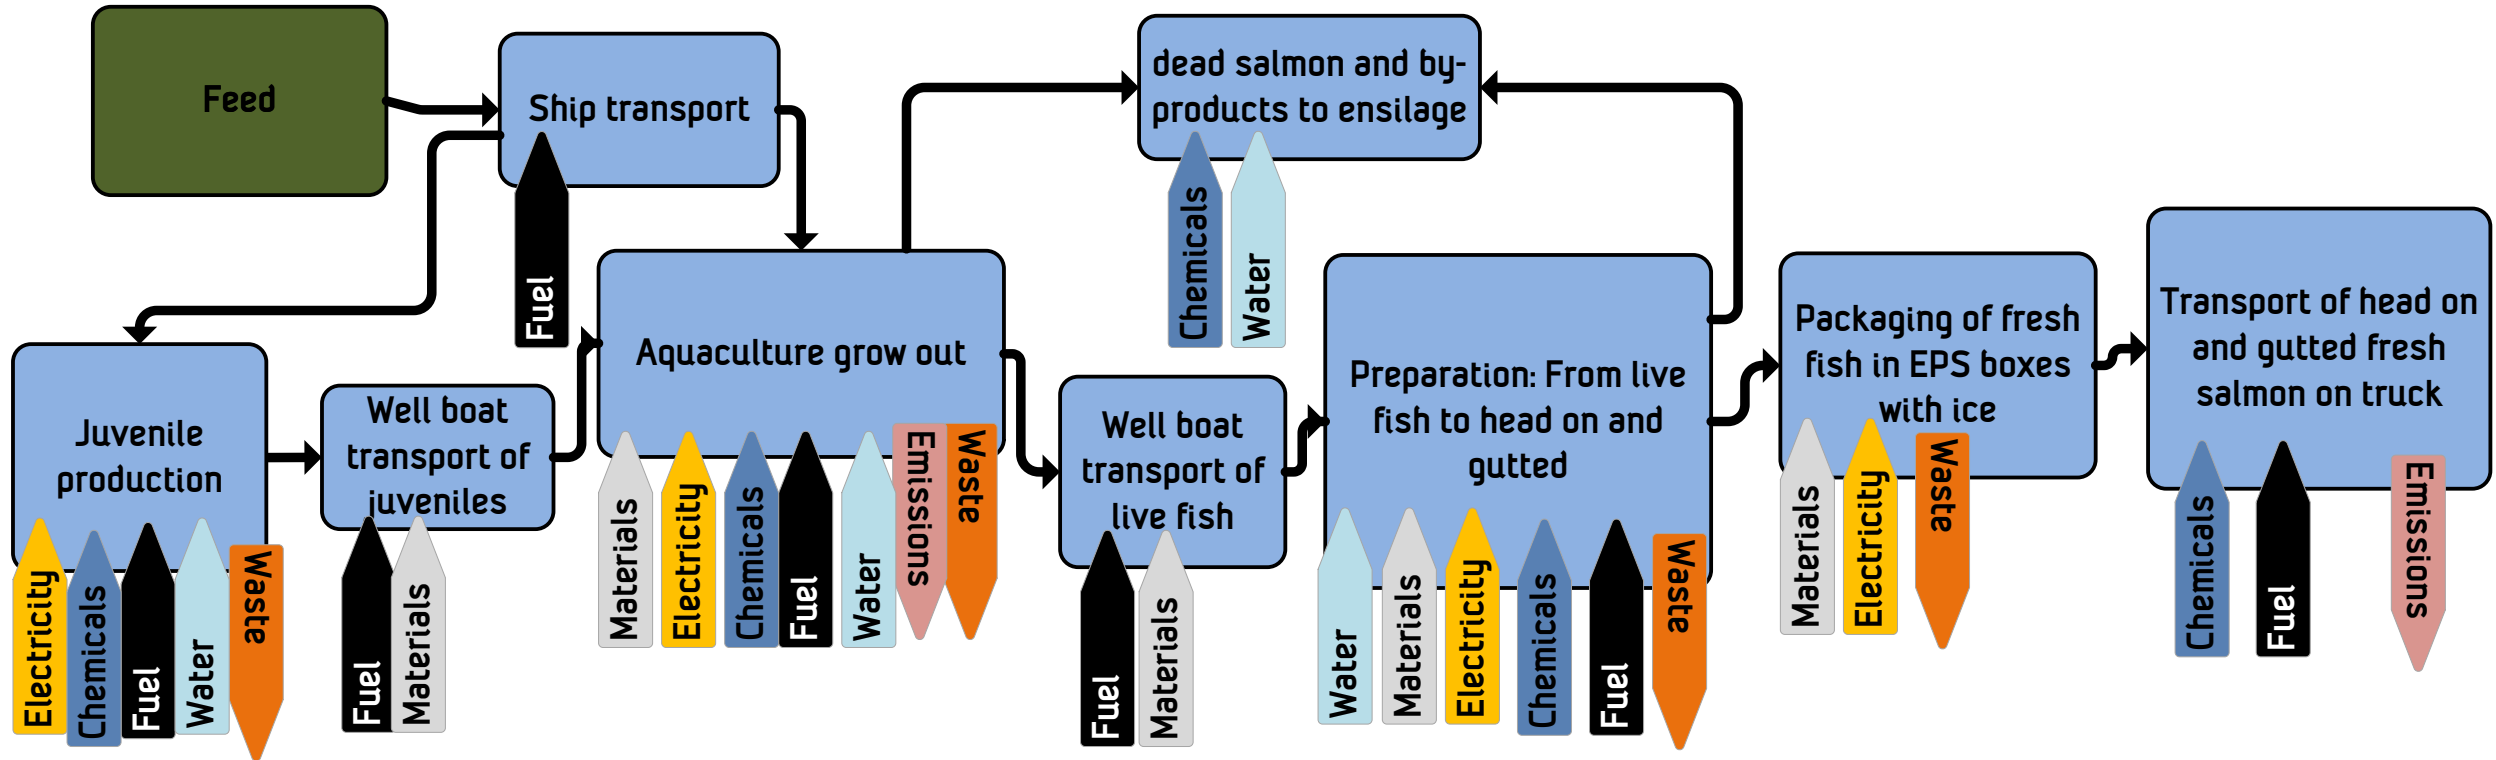 Feed
Ship transport
Fuel
dead salmon and by-
products to ensilage
Chemicals
Water
Juvenile
production
Electricity
Chemicals
Fuel
Water
Waste
Well boat
transport of
juveniles
Fuel
Materials
Aquaculture grow out
Materials
Electricity
Chemicals
Fuel
Water
Emissions
Waste
Well boat
transport of
live fish
Fuel
Materials
Preparation: From live
fish to head on and
gutted
Water
Materials
Electricity
Chemicals
Fuel
Waste
Packaging of fresh
fish in EPS boxes
with ice
Materials
Electricity
Waste
Transport of head on
and gutted fresh
salmon on truck
Chemicals
Fuel
Emissions